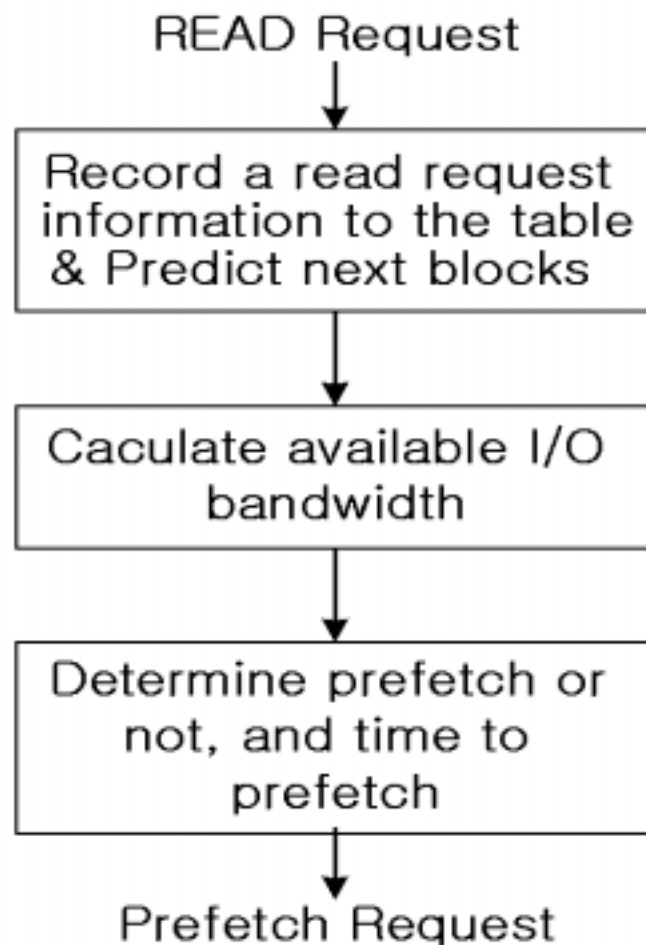 READ Request
Record a read request
information to the table
& Predict next blocks
Caculate available I/O
bandwidth
Determine prefetch or
not, and time to
prefetch
Prefetch Request